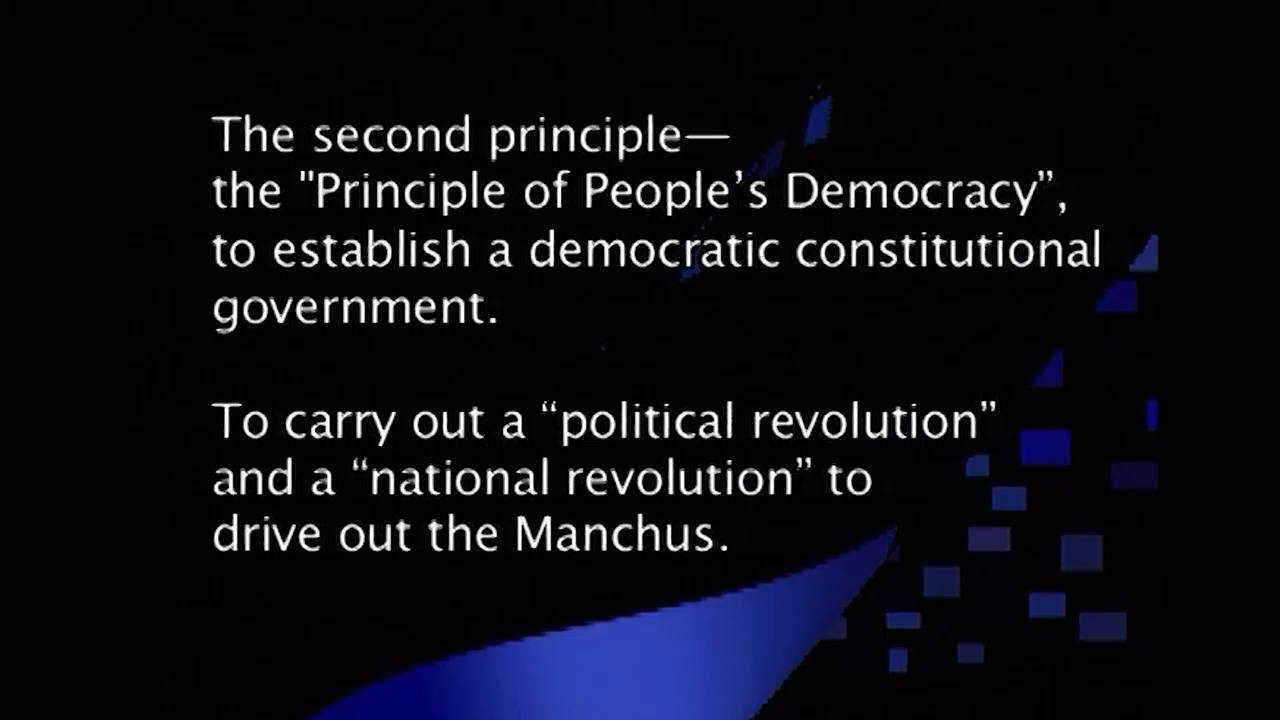 The second principle—
the "Principle of People’s Democracy”,
to establish a democratic constitutional
government.
To carry out a “political revolution”
and a “national revolution” to
drive out the Manchus.